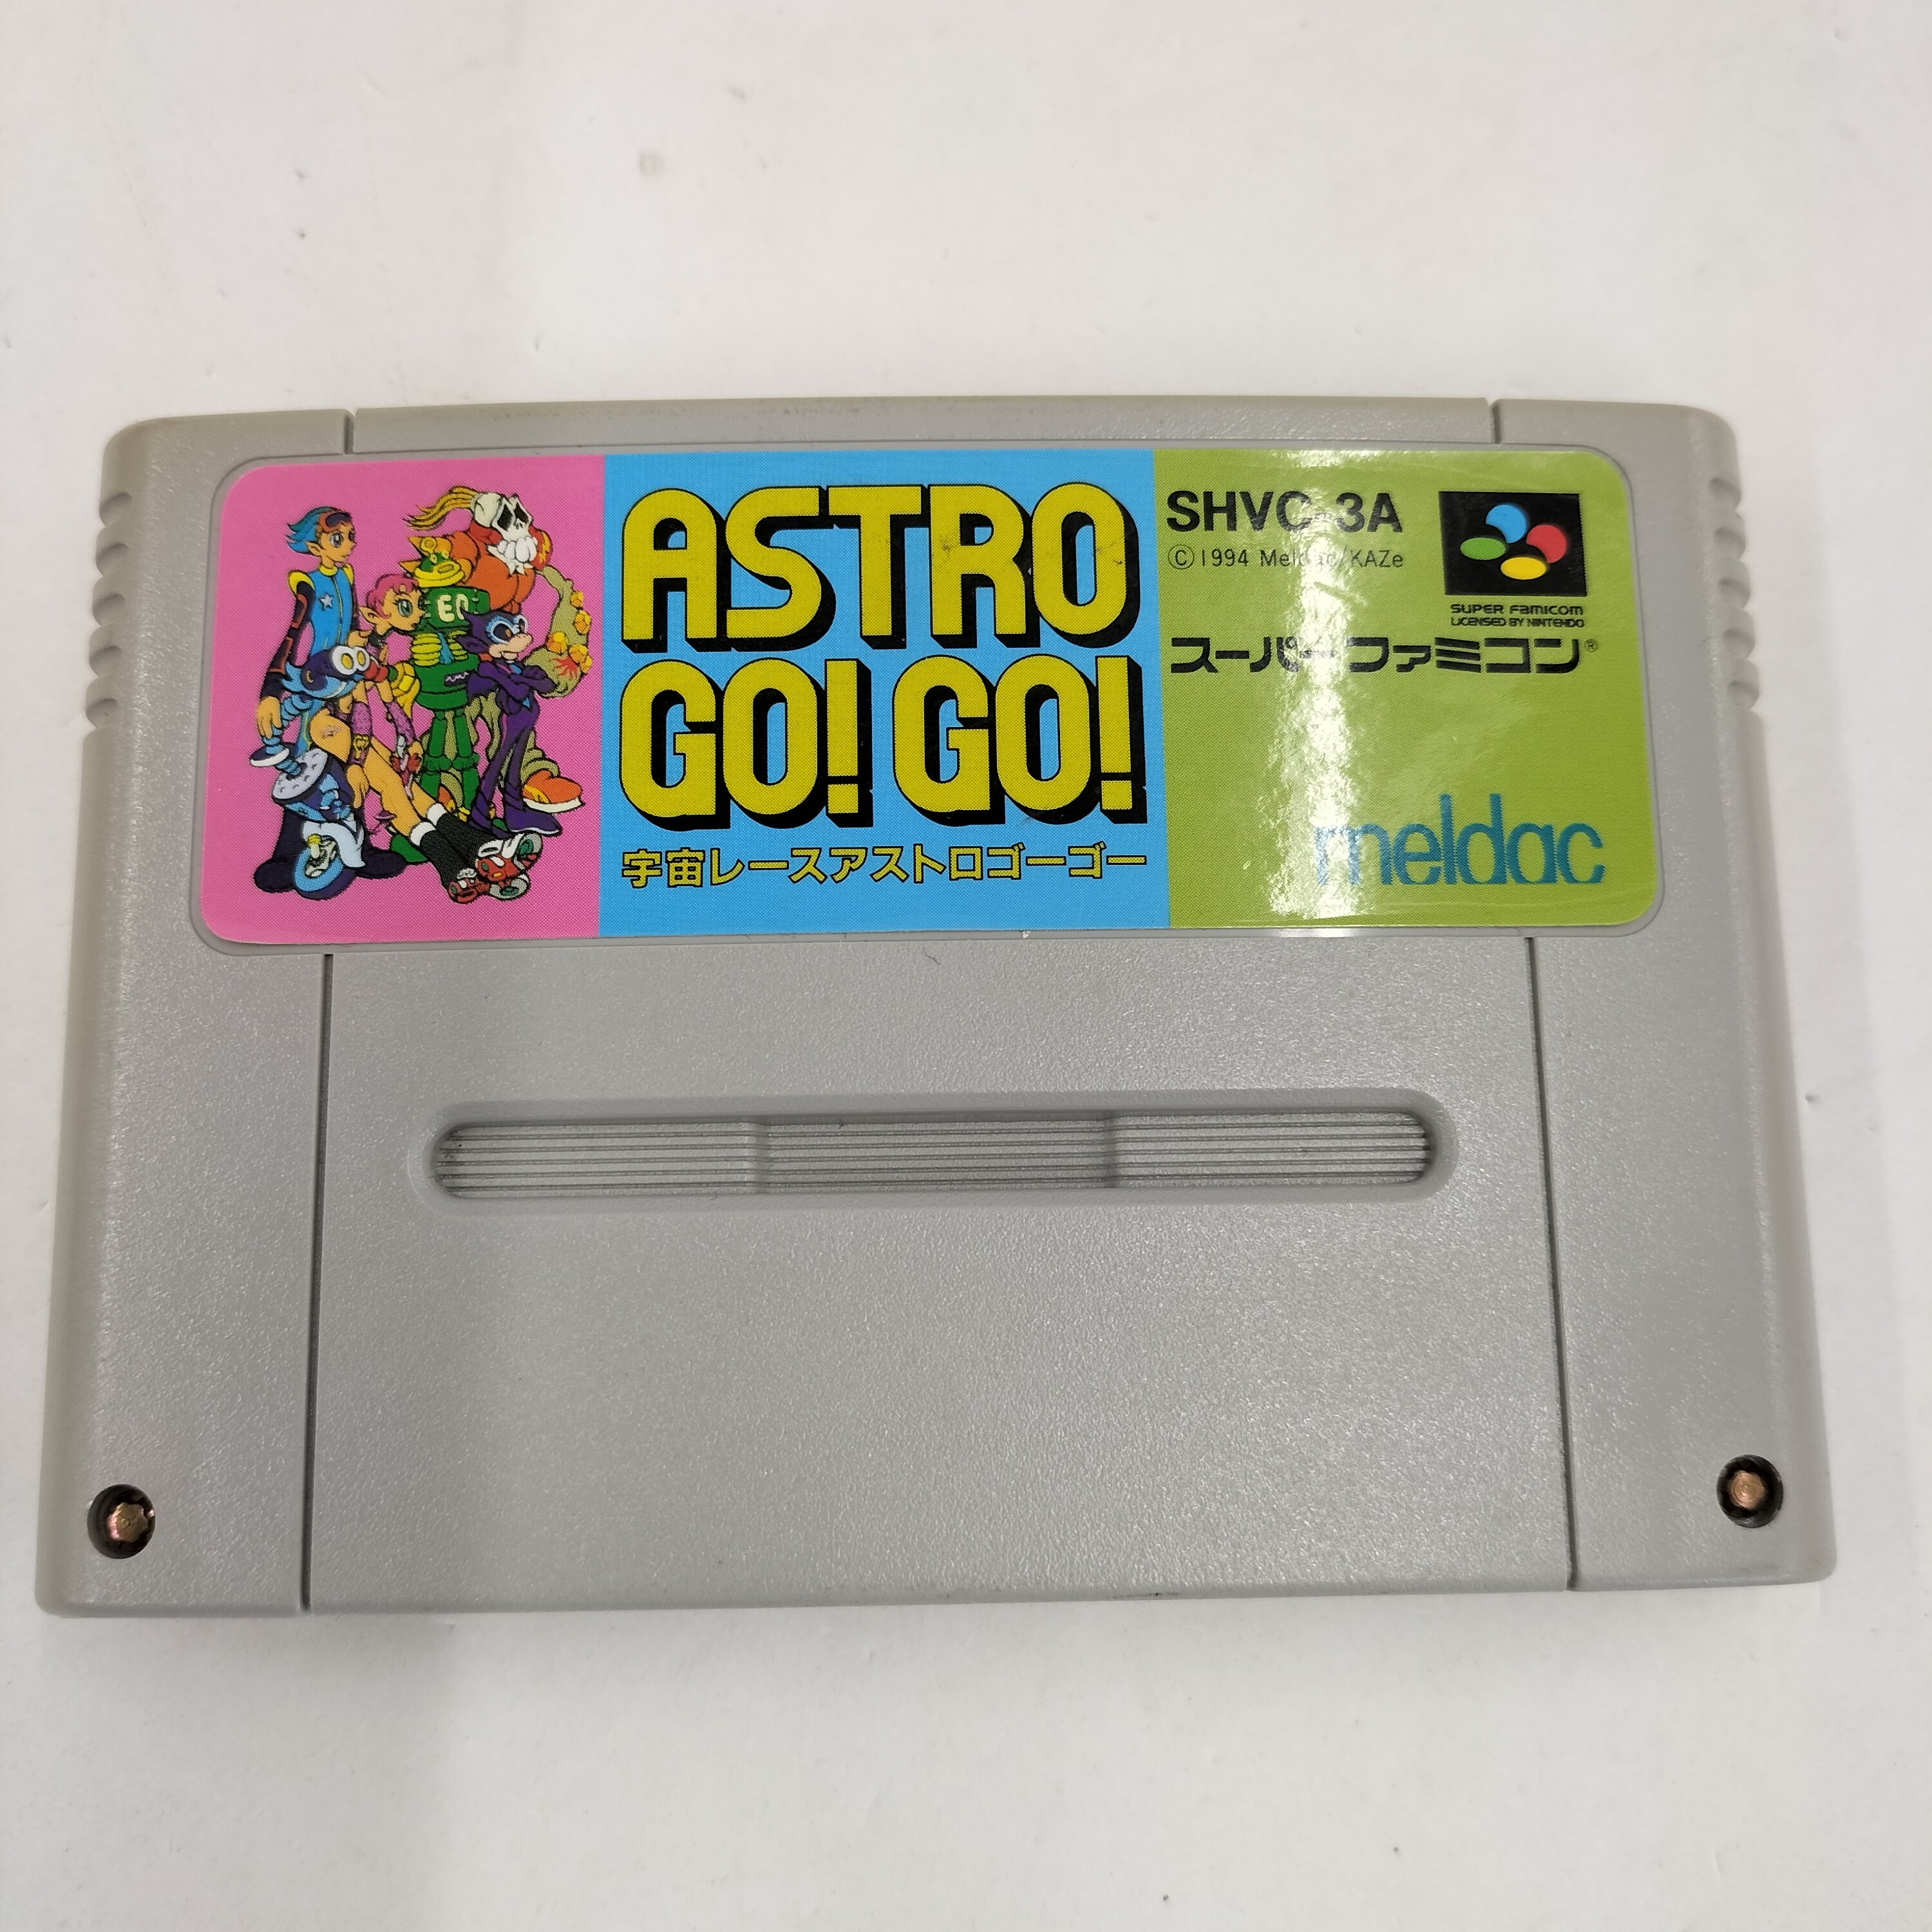 ASTRO
GO! GO!
宇宙レースアストロゴーゴー
SHVC-3A
©1994 Meldac/KAZe
SUPER FAMICOM
LICENSED BY NINTENDO
スーパーファミコン®
meldac